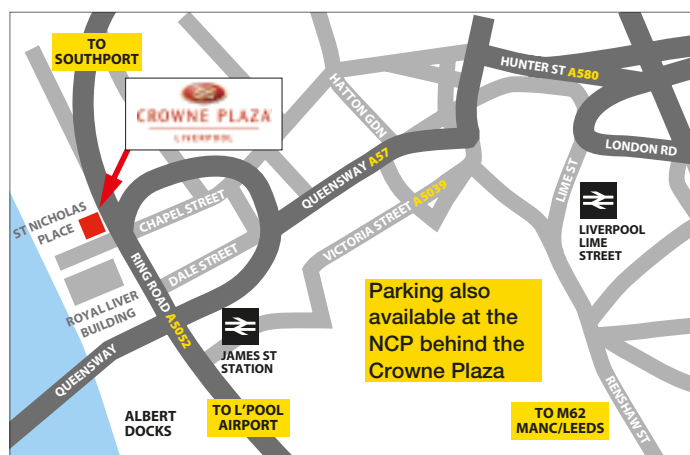 TO
SOUTHPORT
CROWNE PLAZA
LIVERPOOL
HUNTER ST A580
HATTON GDN
LONDON RD
QUEENSWAY A57
LIME ST
VICTORIA STREET A5039
CHAPEL STREET
ST NICHOLAS
PLACE
LIVERPOOL
LIME
STREET
DALE STREET
RING ROAD A5052
ROYAL LIVER
BUILDING
Parking also
available at the
NCP behind the
Crowne Plaza
JAMES ST
STATION
QUEENSWAY
RENSHAW ST
ALBERT
DOCKS
TO L'POOL
AIRPORT
TO M62
MANC/LEEDS